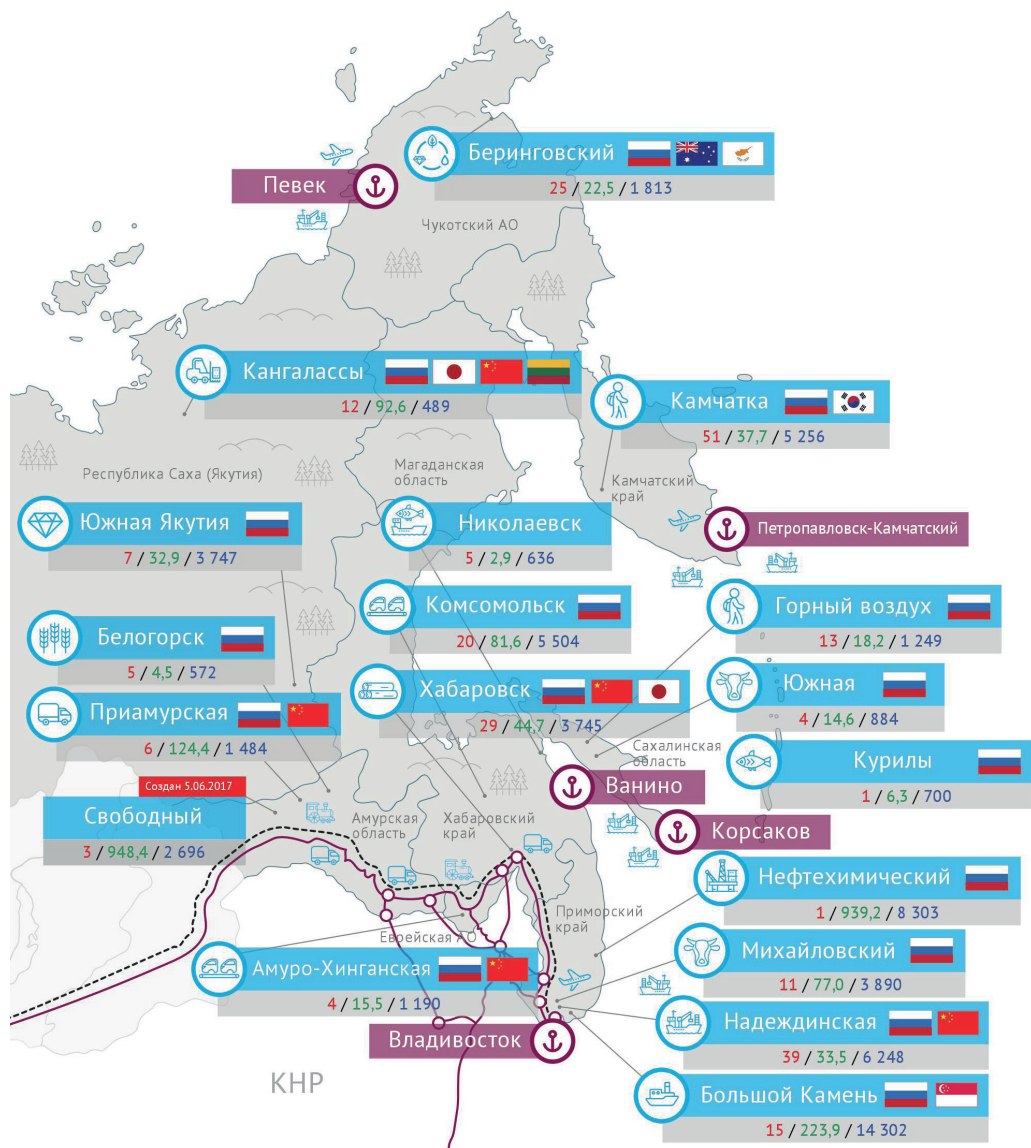 Беринговский
25 / 22,5 / 1 813
Певек
Чукотский АО
Кангалассы
12 / 92,6 / 489
Камчатка
51 / 37,7 / 5 256
Республика Саха (Якутия)
Магаданская
область
Камчатский
край
Южная Якутия
7 / 32,9 / 3 747
Николаевск
5 / 2,9 / 636
Петропавловск-Камчатский
Комсомольск
20 / 81,6 / 5 504
Горный воздух
13 / 18,2 / 1 249
Белогорск
5 / 4,5 / 572
Хабаровск
29 / 44,7 / 3 745
Южная
4 / 14,6 / 884
Приамурская
6 / 124,4 / 1 484
Сахалинская
область
Курилы
1 / 6,3 / 700
Создан 5.06.2017
Свободный
3 / 948,4 / 2 696
Ванино
Амурская
область
Хабаровский
край
Корсаков
Нефтехимический
1 / 939,2 / 8 303
Приморский
край
Еврейская АО
Михайловский
11 / 77,0 / 3 890
Амуро-Хинганская
4 / 15,5 / 1 190
Надеждинская
39 / 33,5 / 6 248
Владивосток
КНР
Большой Камень
15 / 223,9 / 14 302